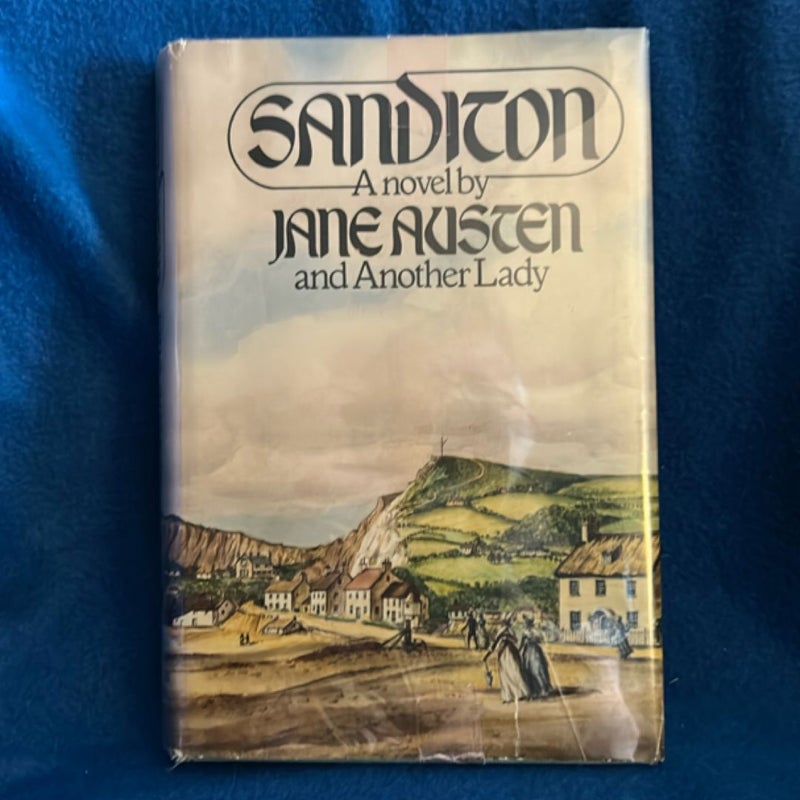 SANDITON
A novel by
JANE AUSTEN
and Another Lady